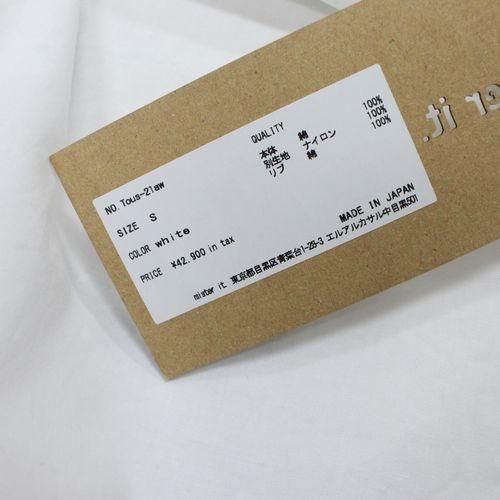 er it.
NO. Tous-21aw
SIZE S
COLOR white
PRICE ¥42.900 in tax
QUALITY
本体 綿 100%
別生地 ナイロン 100%
リブ 綿 100%
MADE IN JAPAN
mister it. 東京都目黒区青葉台1-28-3 エルアルカサル中目黒501